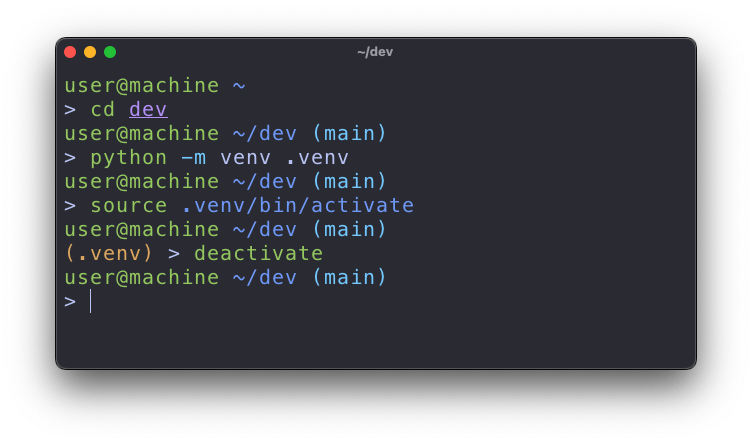 ~/dev
user@machine ~
> cd dev
user@machine ~/dev (main)
> python -m venv .venv
user@machine ~/dev (main)
> source .venv/bin/activate
user@machine ~/dev (main)
(.venv) > deactivate
user@machine ~/dev (main)
>